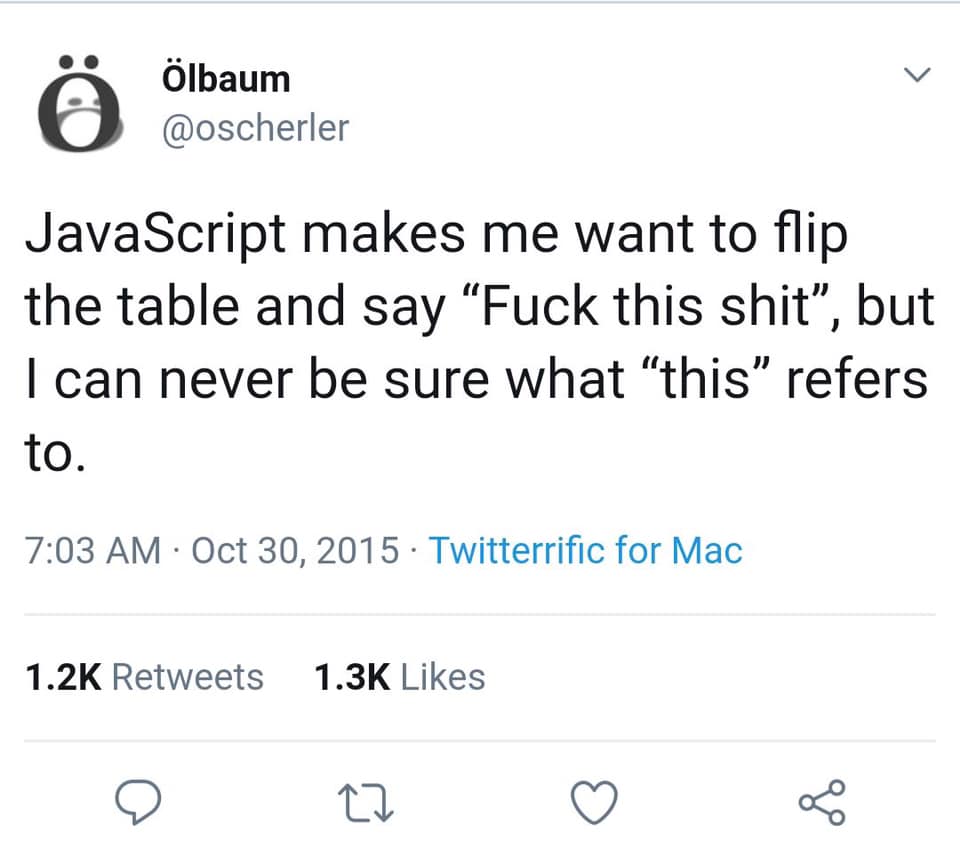 Ölbaum
@oscherler
JavaScript makes me want to flip
the table and say “Fuck this shit”, but
I can never be sure what “this” refers
to.
7:03 AM · Oct 30, 2015 · Twitterrific for Mac
1.2K Retweets 1.3K Likes